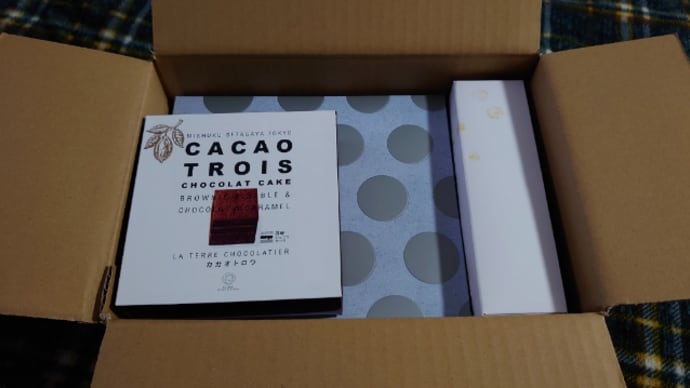 MISHUKU SETAGAYA TOKYO
CACAO
TROIS
CHOCOLAT CAKE
BROWNIE, SABLE &
CHOCOLAT CARAMEL
LA TERRE CHOCOLATIER
カカオトロワ